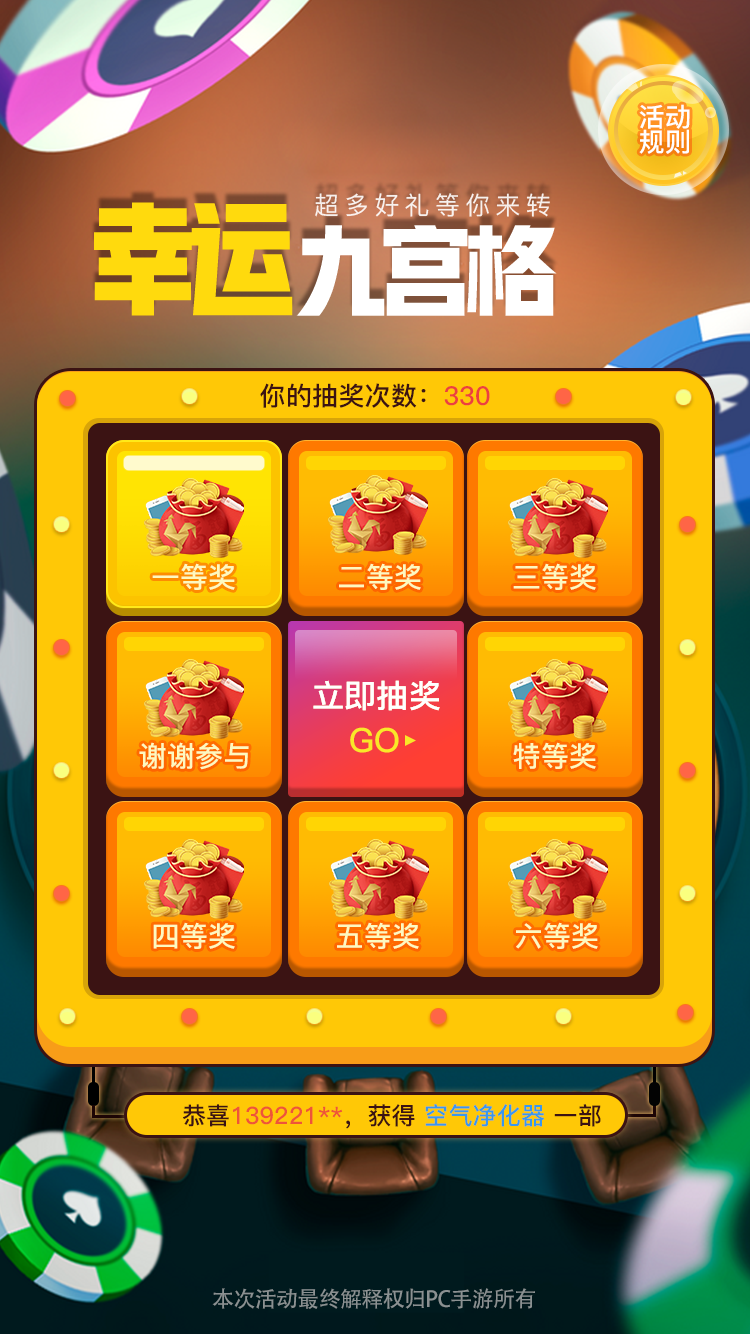 活动
规则
超多好礼等你来转
幸运九宫格
你的抽奖次数：330
一等奖
二等奖
三等奖
谢谢参与
立即抽奖
GO
特等奖
四等奖
五等奖
六等奖
恭喜139221**，获得 空气净化器 一部
本次活动最终解释权归PC手游所有